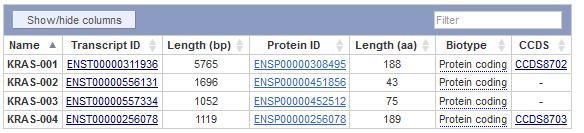 Show/hide columns Filter
Name Transcript ID Length (bp) Protein ID Length (aa) Biotype CCDS
KRAS-001 ENST00000311936 5765 ENSP00000308495 188 Protein coding CCDS8702
KRAS-002 ENST00000556131 1696 ENSP00000451856 43 Protein coding -
KRAS-003 ENST00000557334 1052 ENSP00000452512 75 Protein coding -
KRAS-004 ENST00000256078 1119 ENSP00000256078 189 Protein coding CCDS8703